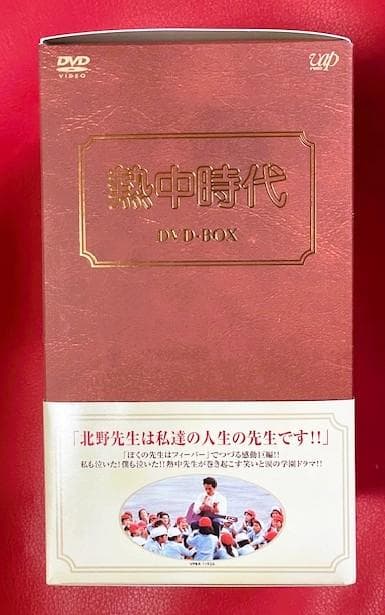 DVD
VIDEO
vap
熱中時代
DVD-BOX
「北野先生は私達の人生の先生です!!」
「ぼくの先生はフィーバー」でつづる感動巨編!!
私も泣いた!僕も泣いた!!熱中先生が巻き起こす笑いと涙の学園ドラマ!!